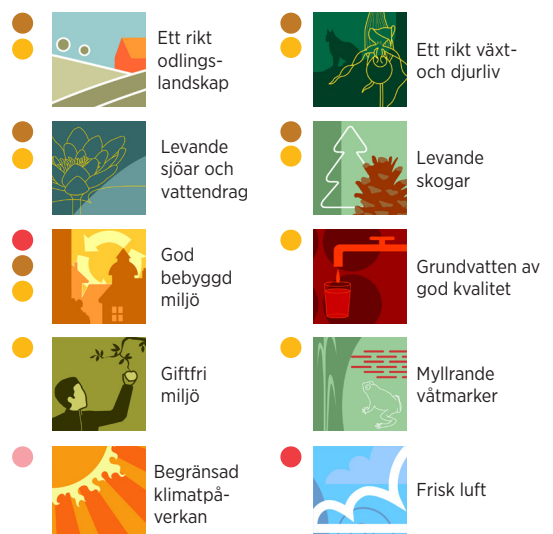 Ett rikt
odlings-
landskap
Ett rikt växt-
och djurliv
Levande
sjöar och
vattendrag
Levande
skogar
God
bebyggd
miljö
Grundvatten av
god kvalitet
Giftfri
miljö
Myllrande
våtmarker
Begränsad
klimatpå-
verkan
Frisk luft